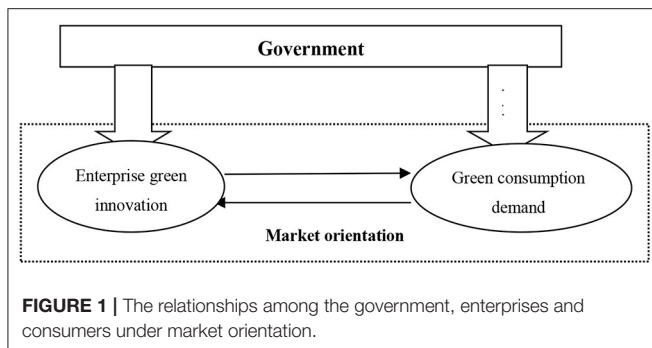 Government
Enterprise green
innovation
Green consumption
demand
Market orientation
FIGURE 1 | The relationships among the government, enterprises and
consumers under market orientation.